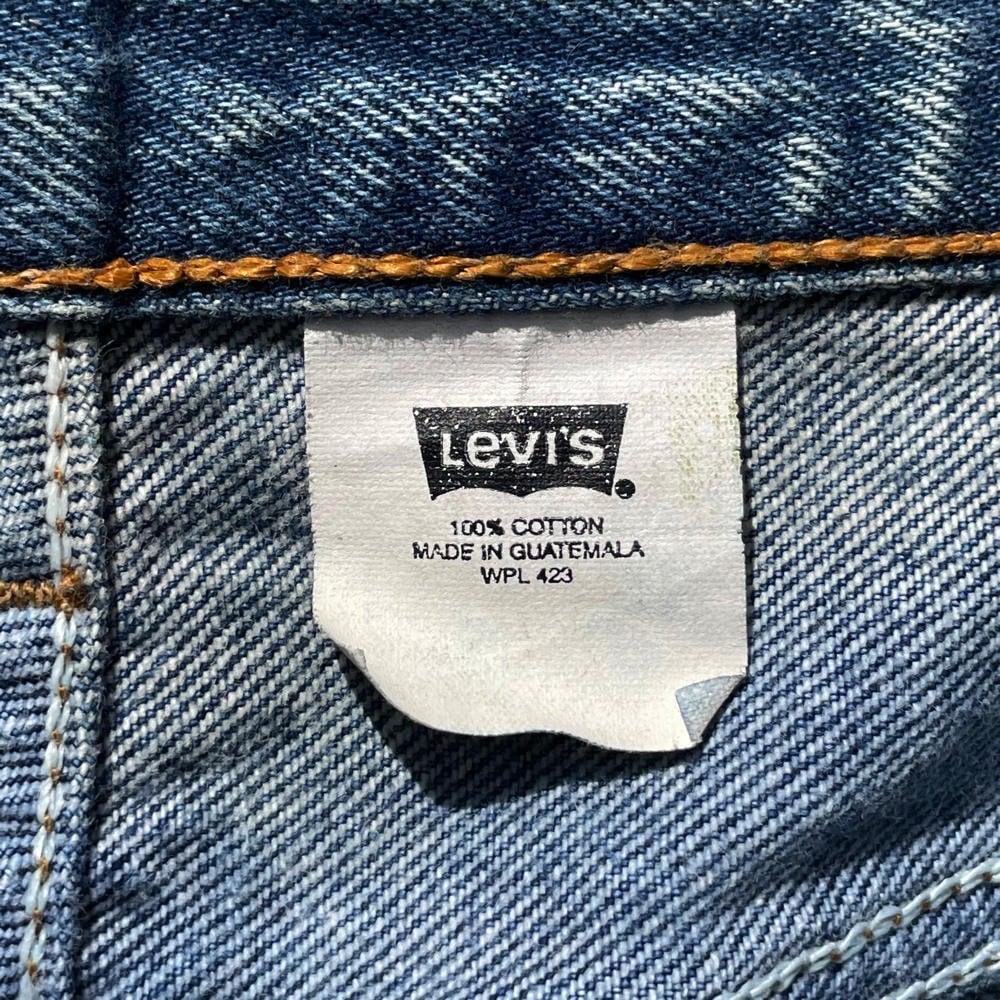 Levi's
100% COTTON
MADE IN GUATEMALA
WPL 423